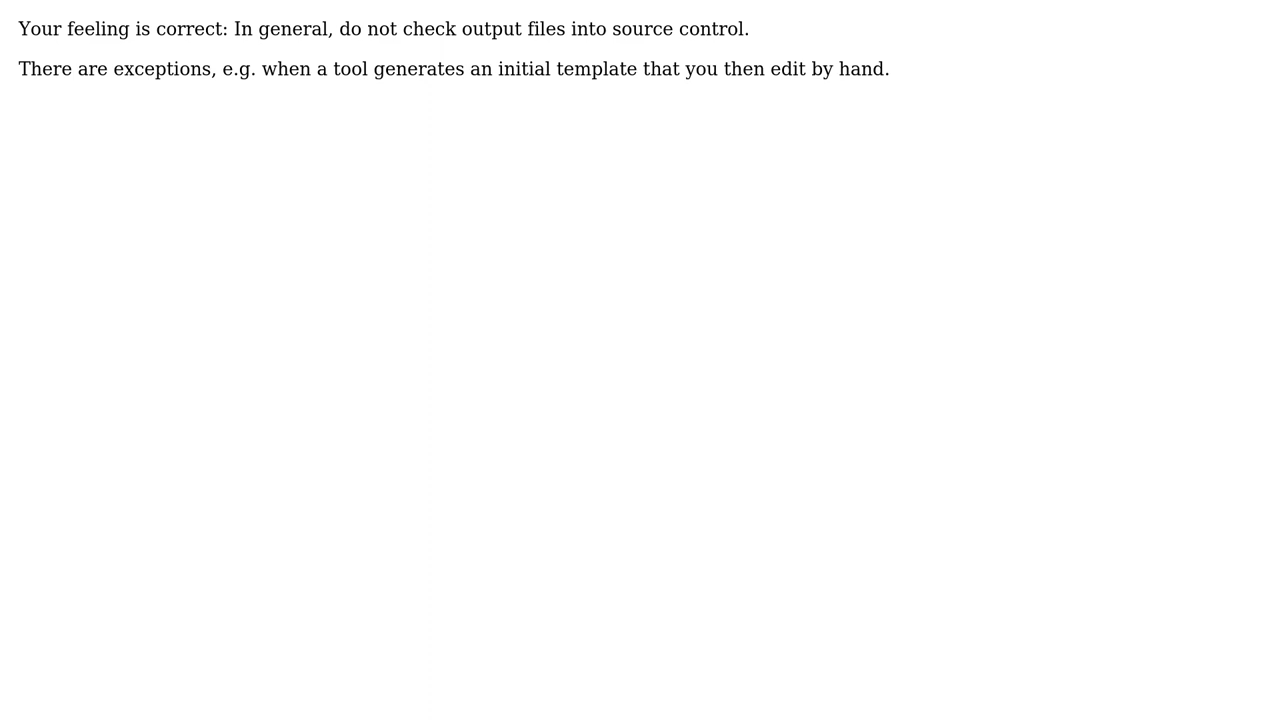 Your feeling is correct: In general, do not check output files into source control.
There are exceptions, e.g. when a tool generates an initial template that you then edit by hand.